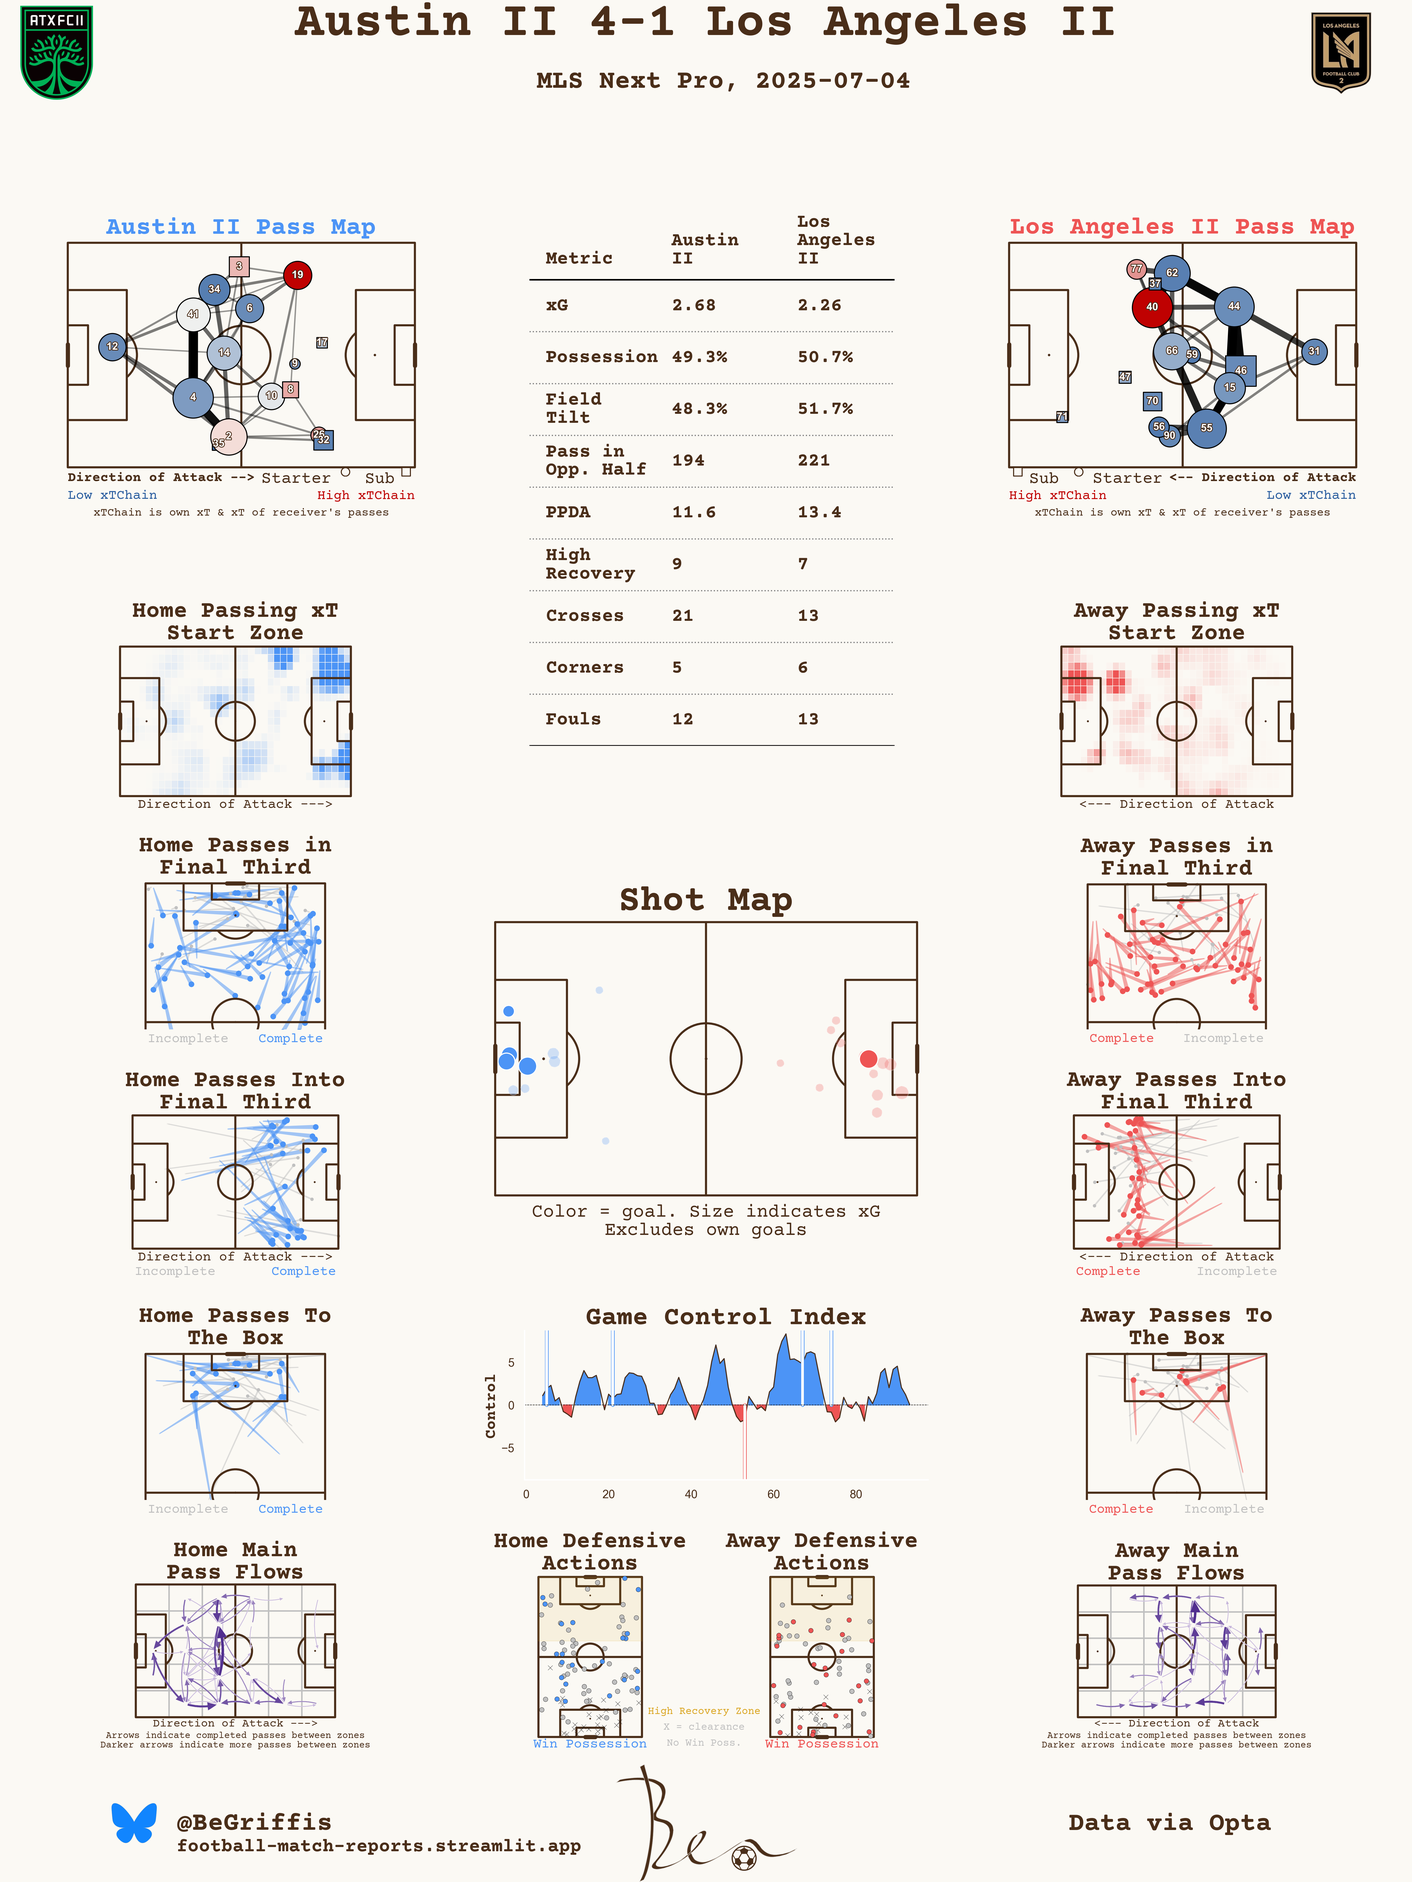 Austin II 4-1 Los Angeles II
MLS Next Pro, 2025-07-04
ATXFCII
LOS ANGELES
LA
FOOTBALL CLUB
2
Austin II Pass Map
3
19
34
6
41
17
12
14
9
8
10
4
2
35
26
32
Direction of Attack --> Starter Sub
Low xTChain High xTChain
xTChain is own xT & xT of receiver's passes
Metric Austin II Los Angeles II
xG 2.68 2.26
Possession 49.3% 50.7%
Field Tilt 48.3% 51.7%
Pass in Opp. Half 194 221
PPDA 11.6 13.4
High Recovery 9 7
Crosses 21 13
Corners 5 6
Fouls 12 13
Los Angeles II Pass Map
77
62
37
40
44
66
59
31
46
47
15
70
71
56
90
55
Sub Starter <-- Direction of Attack
High xTChain Low xTChain
xTChain is own xT & xT of receiver's passes
Home Passing xT
Start Zone
Direction of Attack --->
Away Passing xT
Start Zone
<--- Direction of Attack
Home Passes in
Final Third
Incomplete Complete
Away Passes in
Final Third
Complete Incomplete
Shot Map
Color = goal. Size indicates xG
Excludes own goals
Home Passes Into
Final Third
Direction of Attack --->
Incomplete Complete
Away Passes Into
Final Third
<--- Direction of Attack
Complete Incomplete
Home Passes To
The Box
Incomplete Complete
Game Control Index
Control
5
0
−5
0 20 40 60 80
Away Passes To
The Box
Complete Incomplete
Home Main
Pass Flows
Direction of Attack --->
Arrows indicate completed passes between zones
Darker arrows indicate more passes between zones
Home Defensive
Actions
Win Possession
High Recovery Zone
X = clearance
No Win Poss.
Away Defensive
Actions
Win Possession
Away Main
Pass Flows
<--- Direction of Attack
Arrows indicate completed passes between zones
Darker arrows indicate more passes between zones
@BeGriffis
football-match-reports.streamlit.app
Ben
Data via Opta